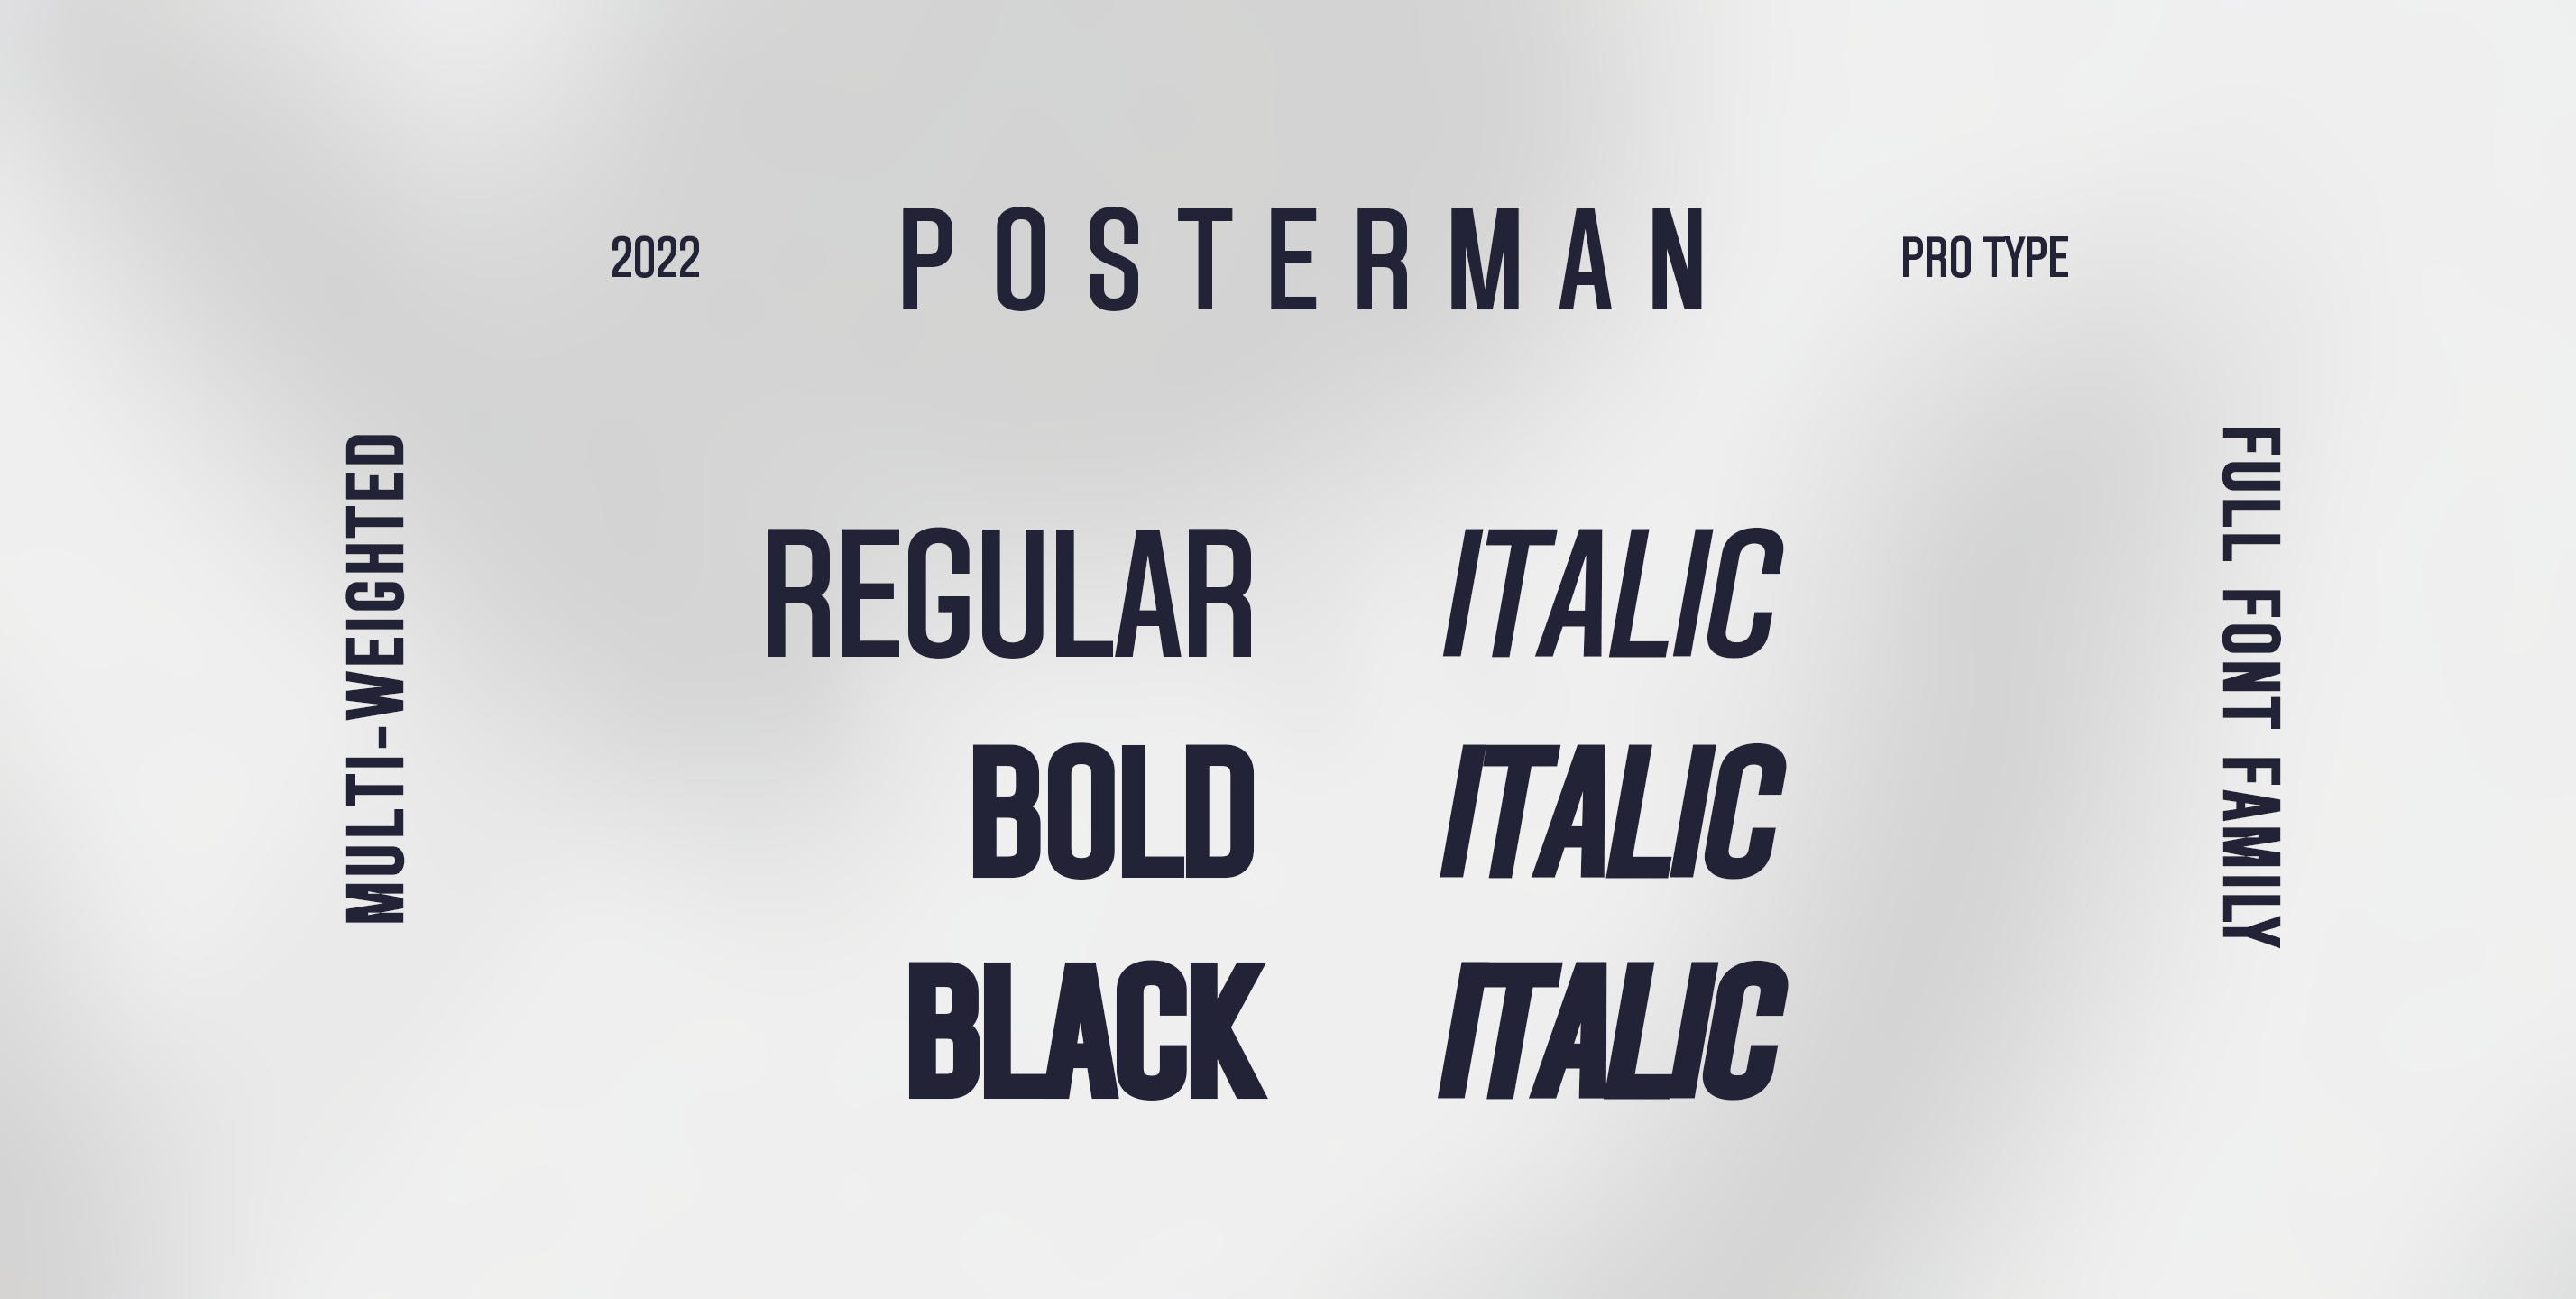 2022
POSTERMAN
PRO TYPE
MULTI-WEIGHTED
REGULAR ITALIC
BOLD ITALIC
BLACK ITALIC
FULL FONT FAMILY